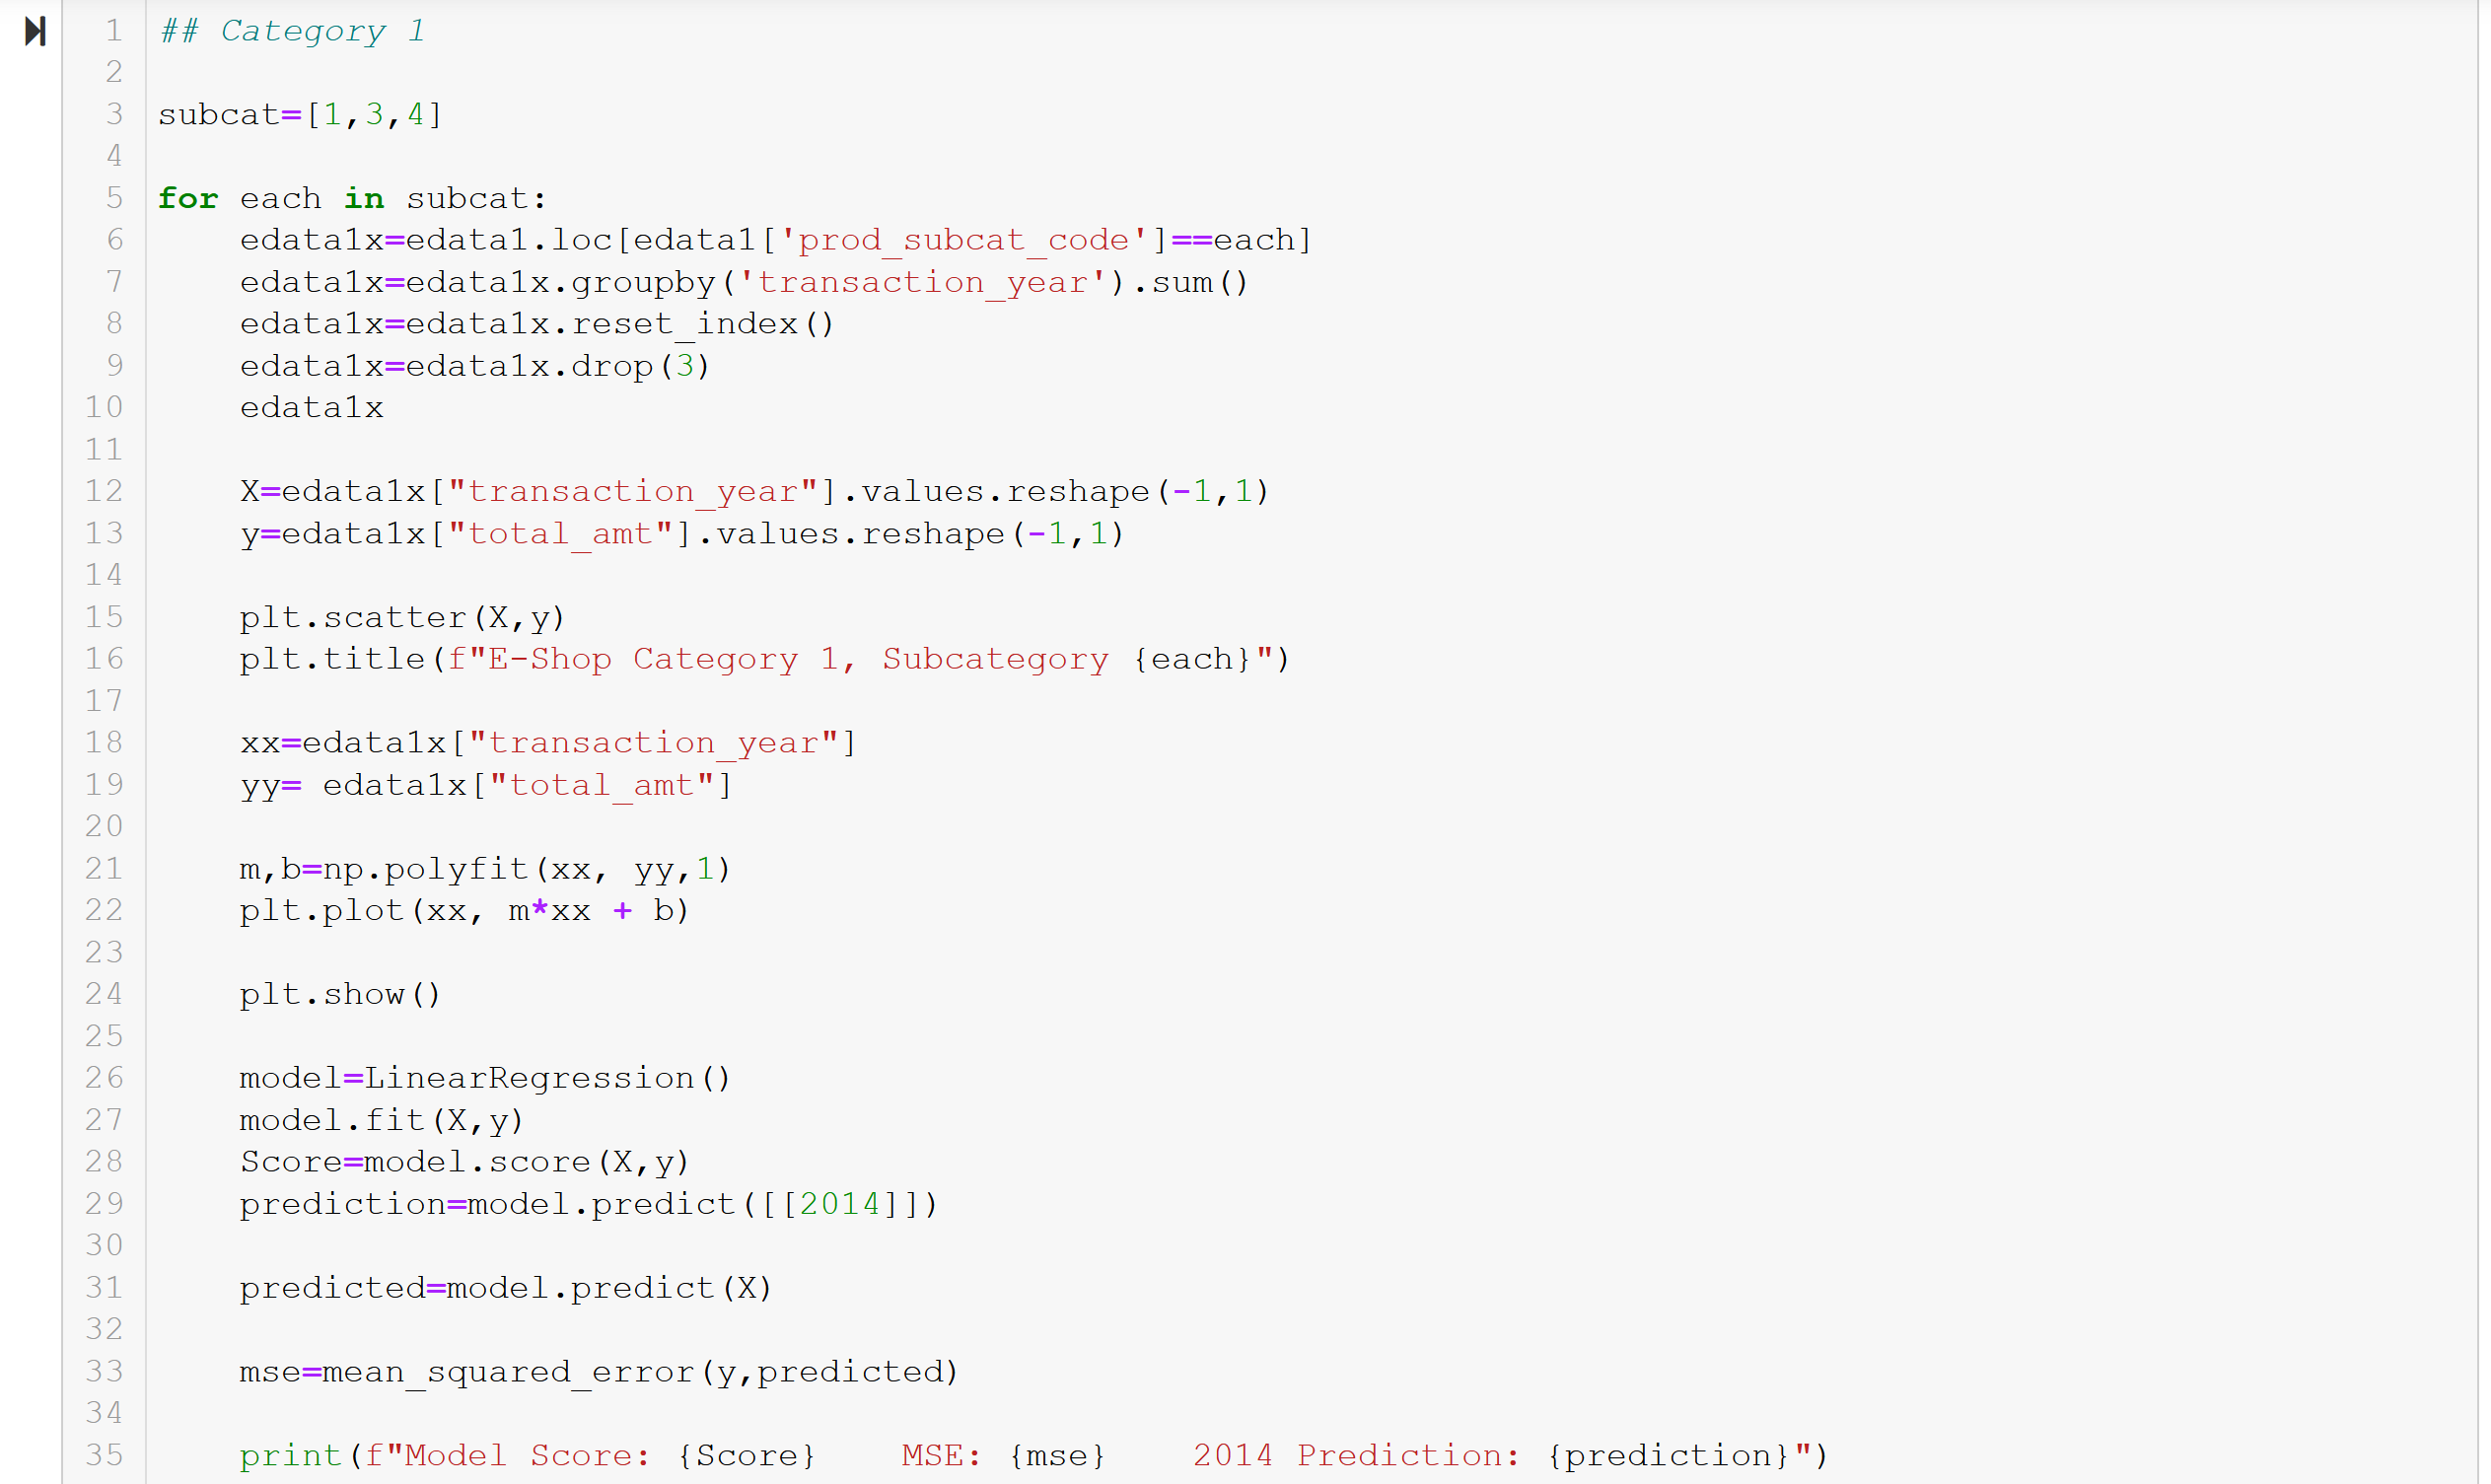 1 ## Category 1
2
3 subcat=[1,3,4]
4
5 for each in subcat:
6     edata1x=edata1.loc[edata1['prod_subcat_code']==each]
7     edata1x=edata1x.groupby('transaction_year').sum()
8     edata1x=edata1x.reset_index()
9     edata1x=edata1x.drop(3)
10     edata1x
11
12     X=edata1x["transaction_year"].values.reshape(-1,1)
13     y=edata1x["total_amt"].values.reshape(-1,1)
14
15     plt.scatter(X,y)
16     plt.title(f"E-Shop Category 1, Subcategory {each}")
17
18     xx=edata1x["transaction_year"]
19     yy= edata1x["total_amt"]
20
21     m,b=np.polyfit(xx, yy,1)
22     plt.plot(xx, m*xx + b)
23
24     plt.show()
25
26     model=LinearRegression()
27     model.fit(X,y)
28     Score=model.score(X,y)
29     prediction=model.predict([[2014]])
30
31     predicted=model.predict(X)
32
33     mse=mean_squared_error(y,predicted)
34
35     print(f"Model Score: {Score}    MSE: {mse}    2014 Prediction: {prediction}")